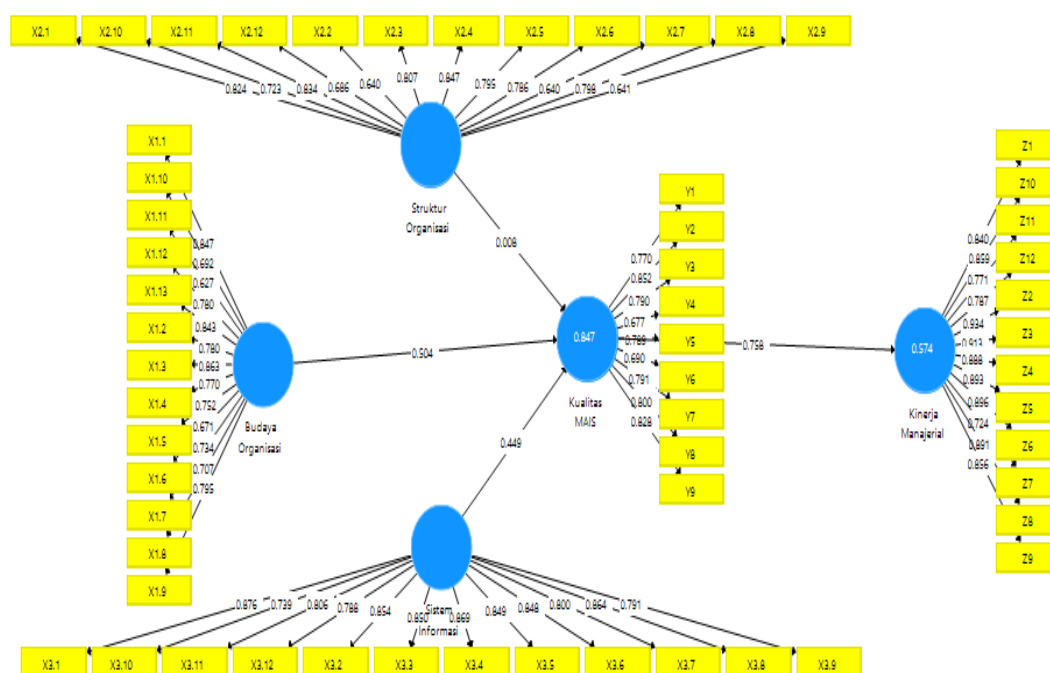 X2.1 X2.10 X2.11 X2.12 X2.2 X2.3 X2.4 X2.5 X2.6 X2.7 X2.8 X2.9
0.824 0.723 0.834 0.686 0.640 0.807 0.847 0.795 0.786 0.640 0.798 0.641
Struktur
Organisasi
X1.1
X1.10
X1.11
X1.12
X1.13
X1.2
X1.3
X1.4
X1.5
X1.6
X1.7
X1.8
X1.9
0.847
0.692
0.627
0.780
0.843
0.780
0.863
0.770
0.752
0.671
0.734
0.707
0.795
Budaya
Organisasi
0.008
0.504
0.449
0.847
Kualitas
MAIS
Y1
Y2
Y3
Y4
Y5
Y6
Y7
Y8
Y9
0.770
0.852
0.790
0.677
0.690
0.791
0.800
0.828
0.758
0.574
Kinerja
Manajerial
Z1
Z10
Z11
Z12
Z2
Z3
Z4
Z5
Z6
Z7
Z8
Z9
0.840
0.859
0.771
0.787
0.934
0.913
0.888
0.893
0.896
0.724
0.891
0.856
Sistem
Informasi
0.876 0.739 0.806 0.788 0.854 0.850 0.869 0.849 0.848 0.800 0.864 0.791
X3.1 X3.10 X3.11 X3.12 X3.2 X3.3 X3.4 X3.5 X3.6 X3.7 X3.8 X3.9